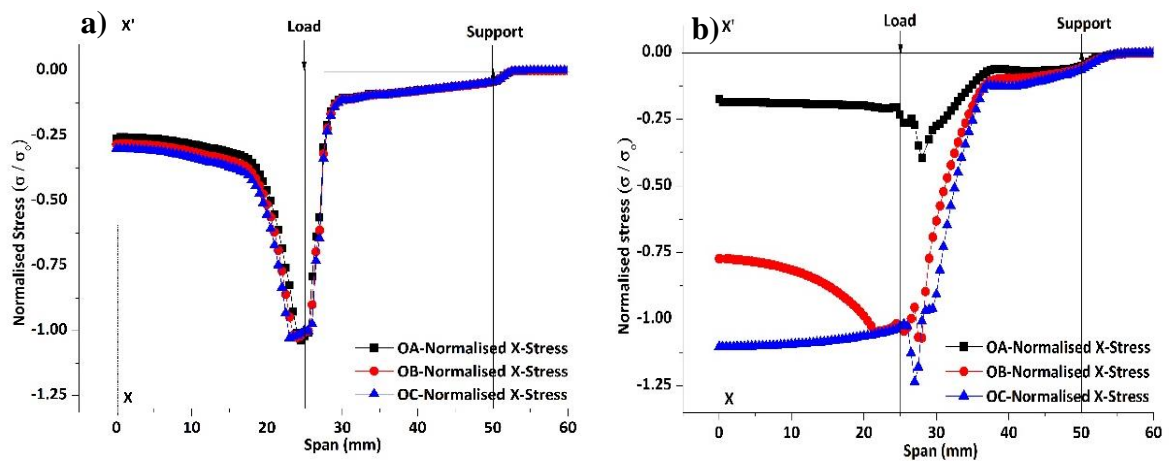 a)
X'
Load
Support
0.00
-0.25
-0.50
-0.75
-1.00
-1.25
Normalised Stress (σ / σ₀)
OA-Normalised X-Stress
OB-Normalised X-Stress
OC-Normalised X-Stress
X
0 10 20 30 40 50 60
Span (mm)
b)
X'
Load
Support
0.00
-0.25
-0.50
-0.75
-1.00
-1.25
Normalised stress (σ / σ₀)
OA-Normalised X-Stress
OB-Normalised X-Stress
OC-Normalised X-Stress
X
0 10 20 30 40 50 60
Span (mm)